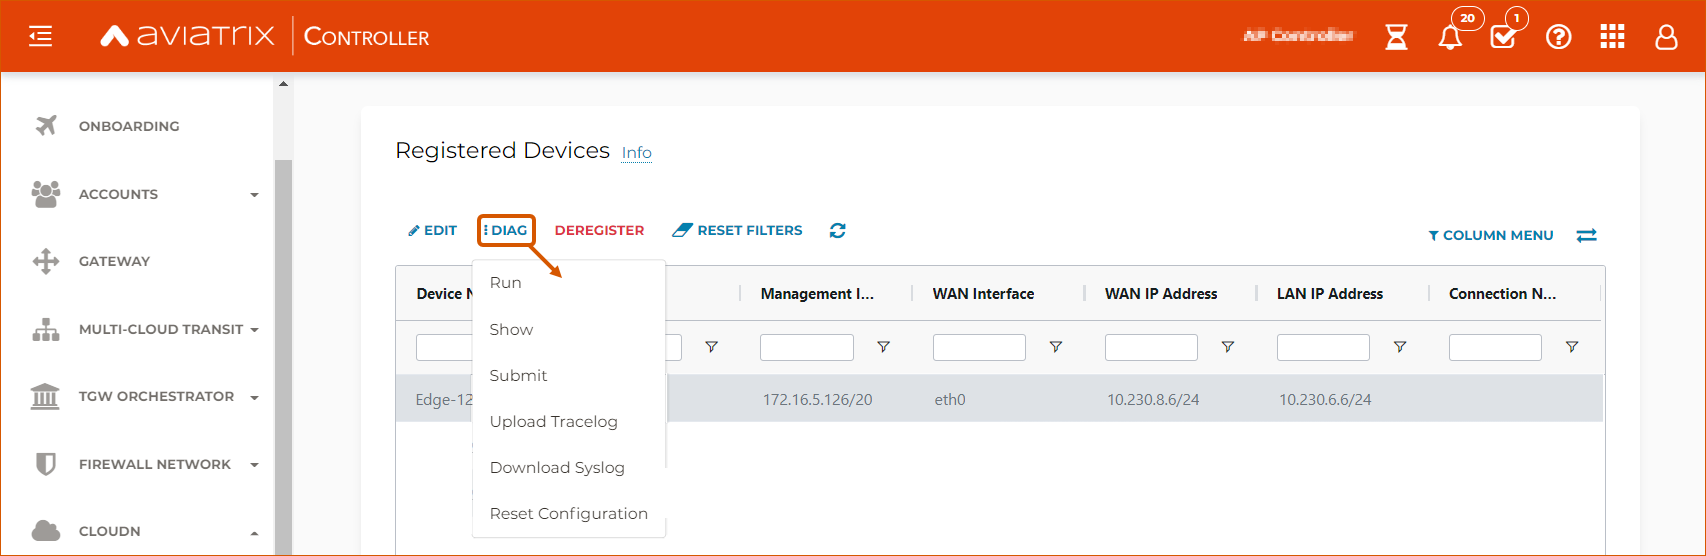 AVIATRIX CONTROLLER
AP Controller
20
1
ONBOARDING
ACCOUNTS
GATEWAY
MULTI-CLOUD TRANSIT
TGW ORCHESTRATOR
FIREWALL NETWORK
CLOUDN
Registered Devices Info
EDIT DIAG DEREGISTER RESET FILTERS COLUMN MENU
Device N Management I... WAN Interface WAN IP Address LAN IP Address Connection N...
Edge-12 172.16.5.126/20 eth0 10.230.8.6/24 10.230.6.6/24
Run
Show
Submit
Upload Tracelog
Download Syslog
Reset Configuration